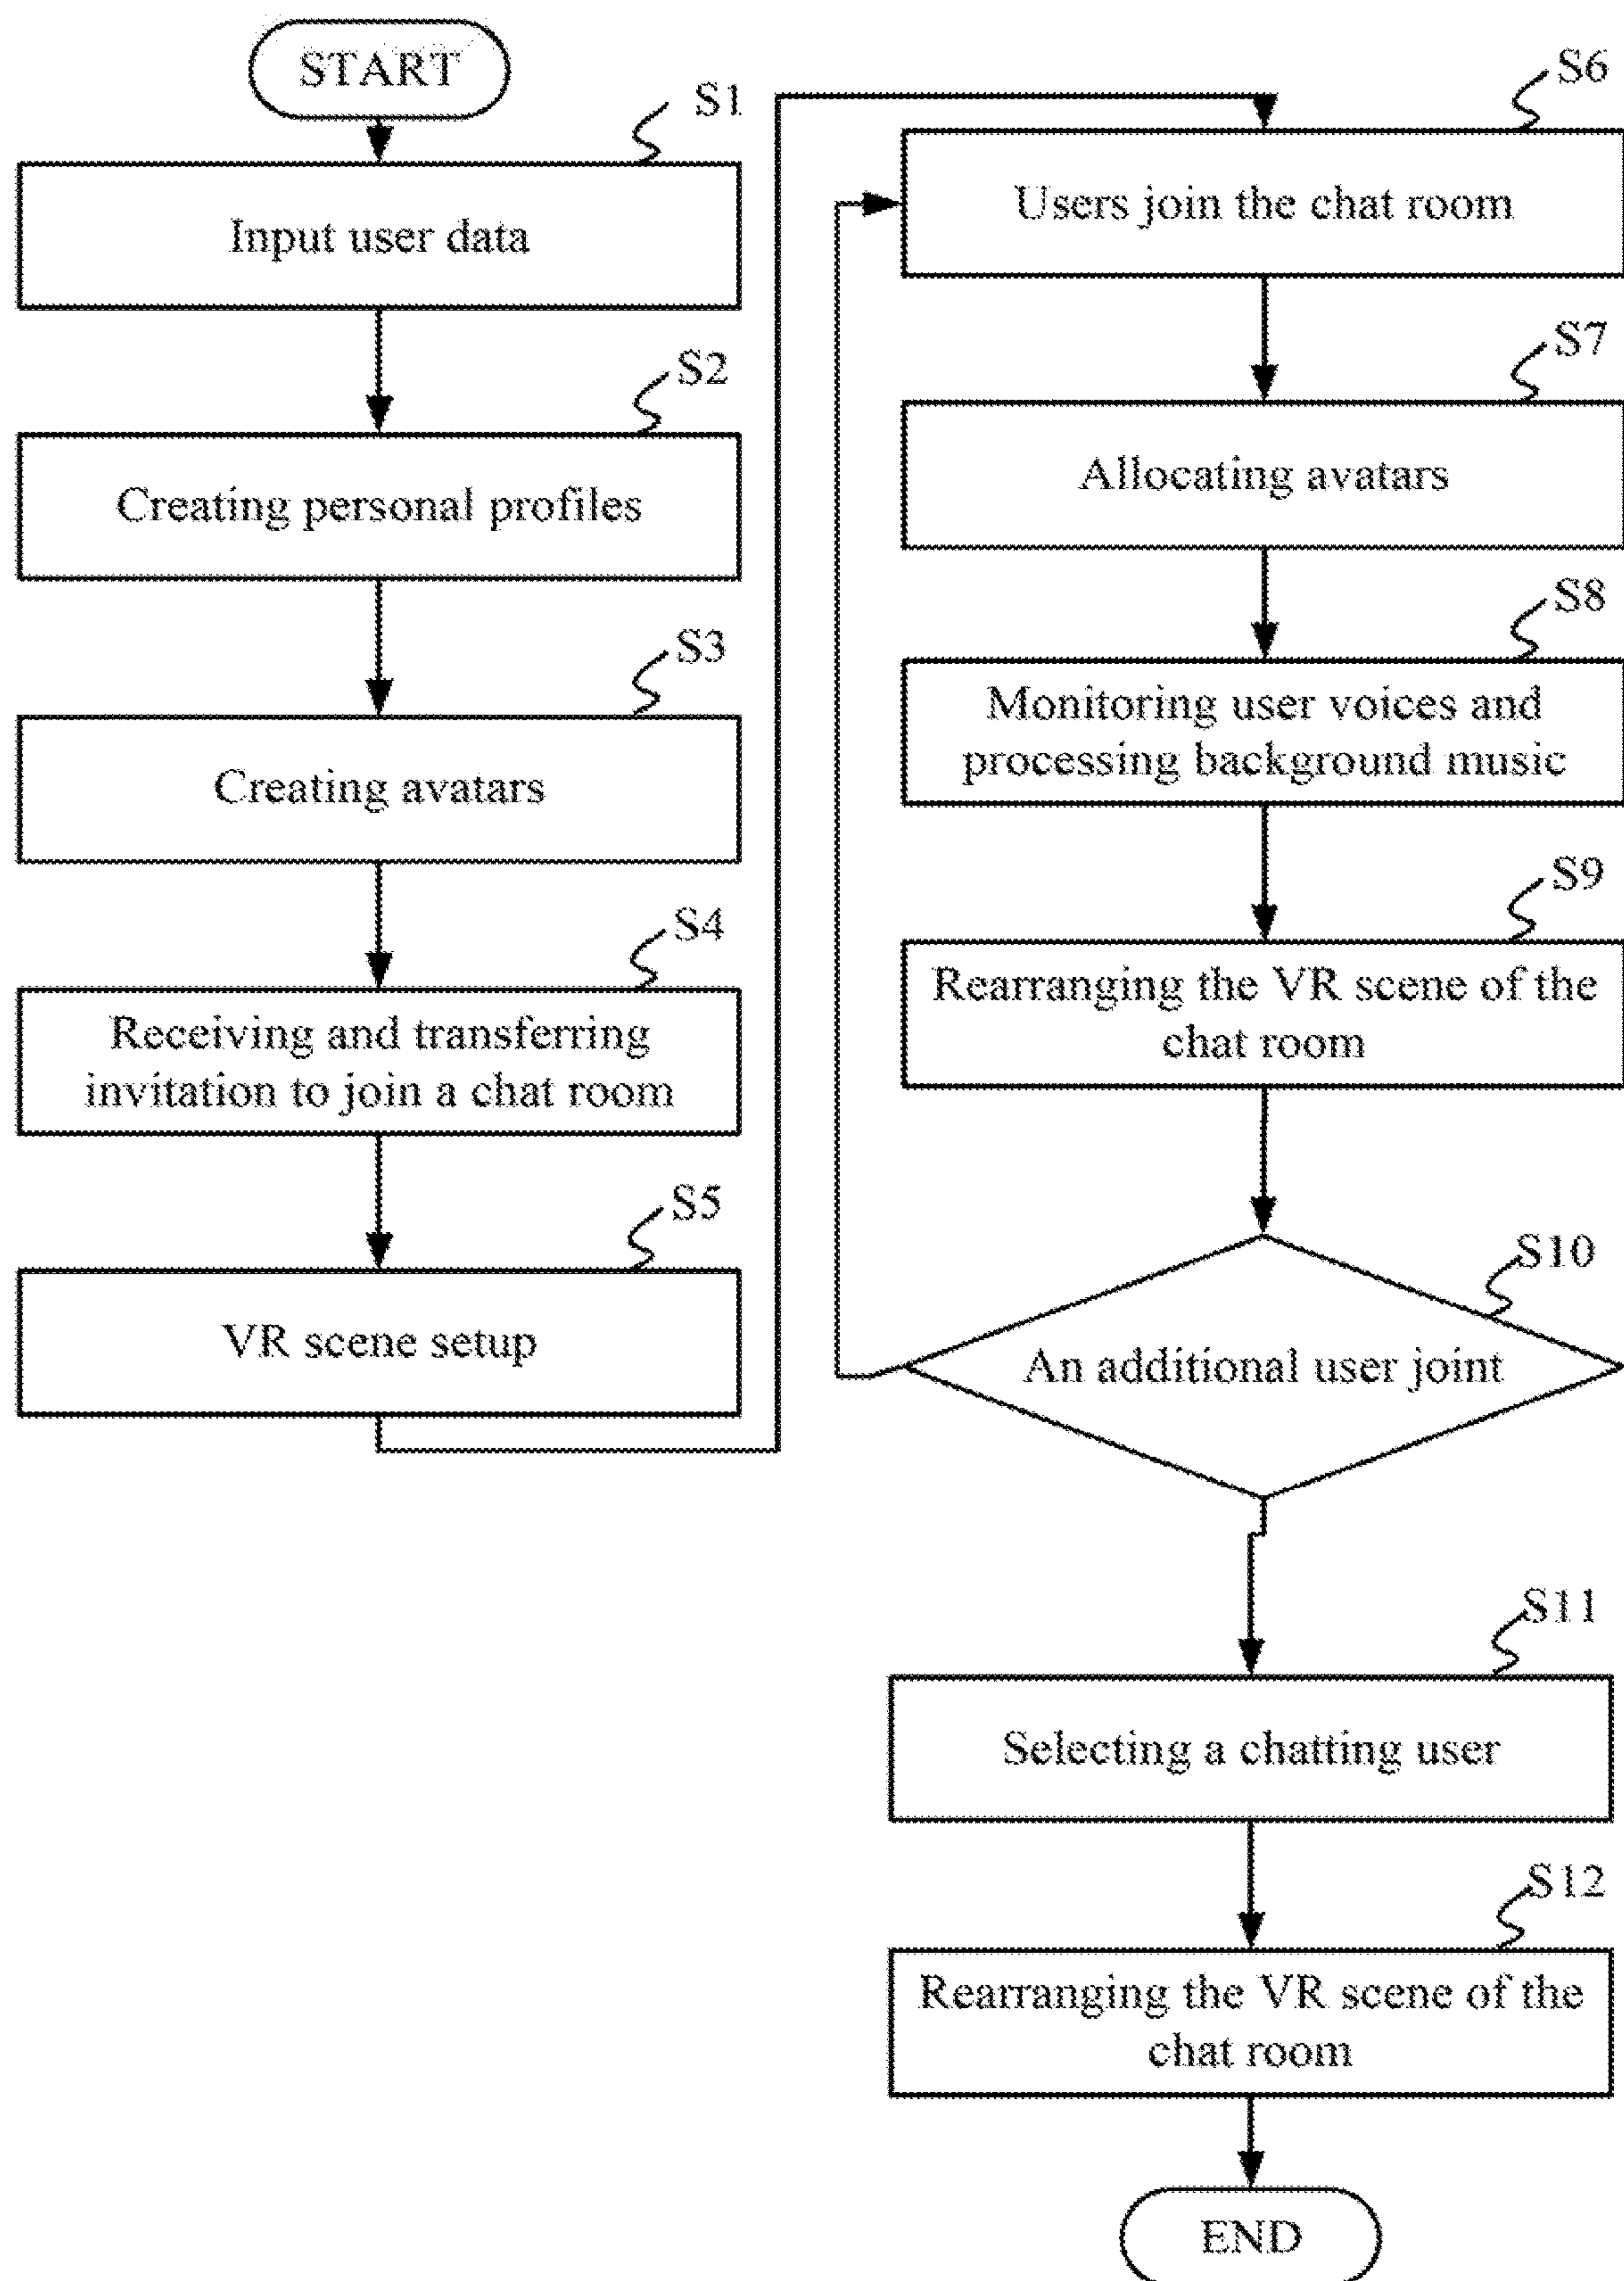 START
S1
Input user data
S2
Creating personal profiles
S3
Creating avatars
S4
Receiving and transferring
invitation to join a chat room
S5
VR scene setup
S6
Users join the chat room
S7
Allocating avatars
S8
Monitoring user voices and
processing background music
S9
Rearranging the VR scene of the
chat room
S10
An additional user joint
S11
Selecting a chatting user
S12
Rearranging the VR scene of the
chat room
END